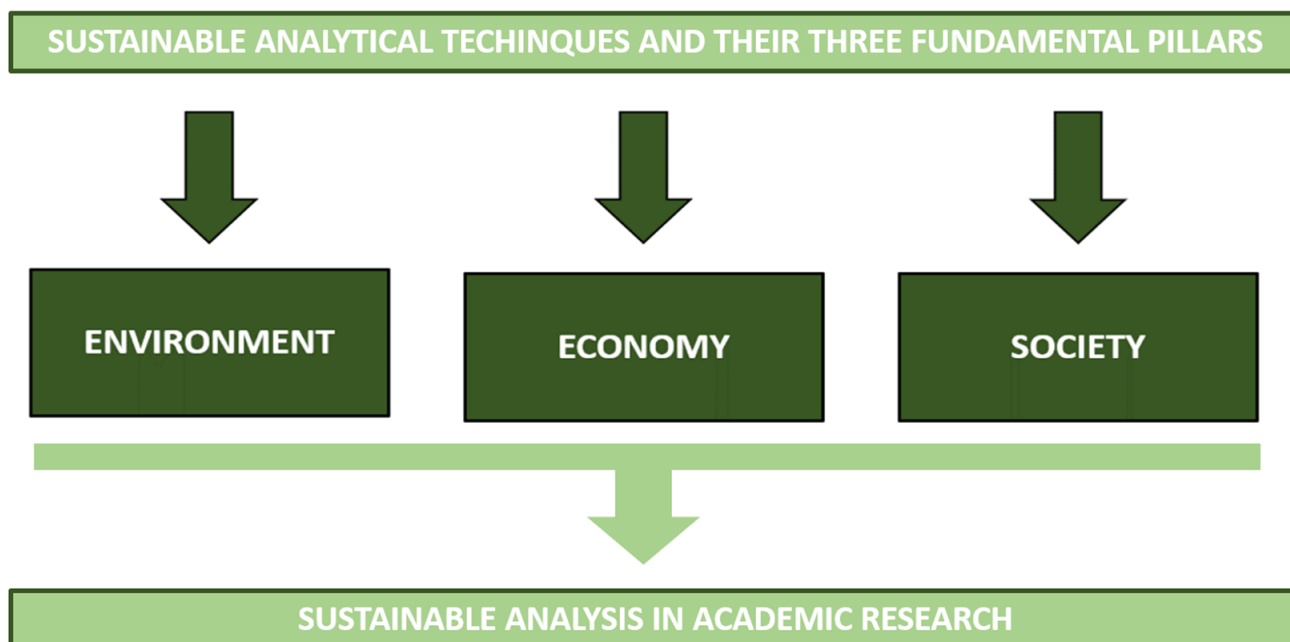 SUSTAINABLE ANALYTICAL TECHINQUES AND THEIR THREE FUNDAMENTAL PILLARS
ENVIRONMENT
ECONOMY
SOCIETY
SUSTAINABLE ANALYSIS IN ACADEMIC RESEARCH